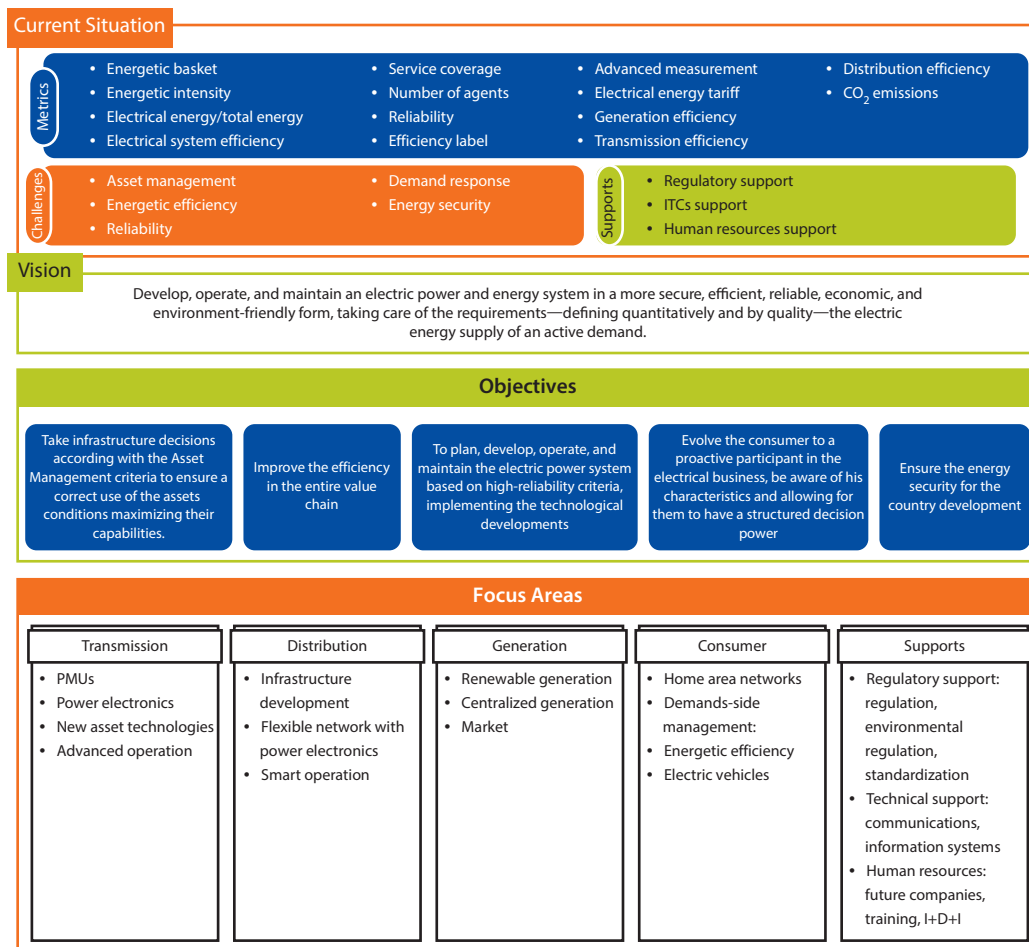 Current Situation
Metrics
• Energetic basket
• Energetic intensity
• Electrical energy/total energy
• Electrical system efficiency
• Service coverage
• Number of agents
• Reliability
• Efficiency label
• Advanced measurement
• Electrical energy tariff
• Generation efficiency
• Transmission efficiency
• Distribution efficiency
• CO2 emissions
Challenges
• Asset management
• Energetic efficiency
• Reliability
• Demand response
• Energy security
Supports
• Regulatory support
• ITCs support
• Human resources support
Vision
Develop, operate, and maintain an electric power and energy system in a more secure, efficient, reliable, economic, and
environment-friendly form, taking care of the requirements—defining quantitatively and by quality—the electric
energy supply of an active demand.
Objectives
Take infrastructure decisions
according with the Asset
Management criteria to ensure a
correct use of the assets
conditions maximizing their
capabilities.
Improve the efficiency
in the entire value
chain
To plan, develop, operate, and
maintain the electric power system
based on high-reliability criteria,
implementing the technological
developments
Evolve the consumer to a
proactive participant in the
electrical business, be aware of his
characteristics and allowing for
them to have a structured decision
power
Ensure the energy
security for the
country development
Focus Areas
Transmission
• PMUs
• Power electronics
• New asset technologies
• Advanced operation
Distribution
• Infrastructure
development
• Flexible network with
power electronics
• Smart operation
Generation
• Renewable generation
• Centralized generation
• Market
Consumer
• Home area networks
• Demands-side
management:
• Energetic efficiency
• Electric vehicles
Supports
• Regulatory support:
regulation,
environmental
regulation,
standardization
• Technical support:
communications,
information systems
• Human resources:
future companies,
training, I+D+I